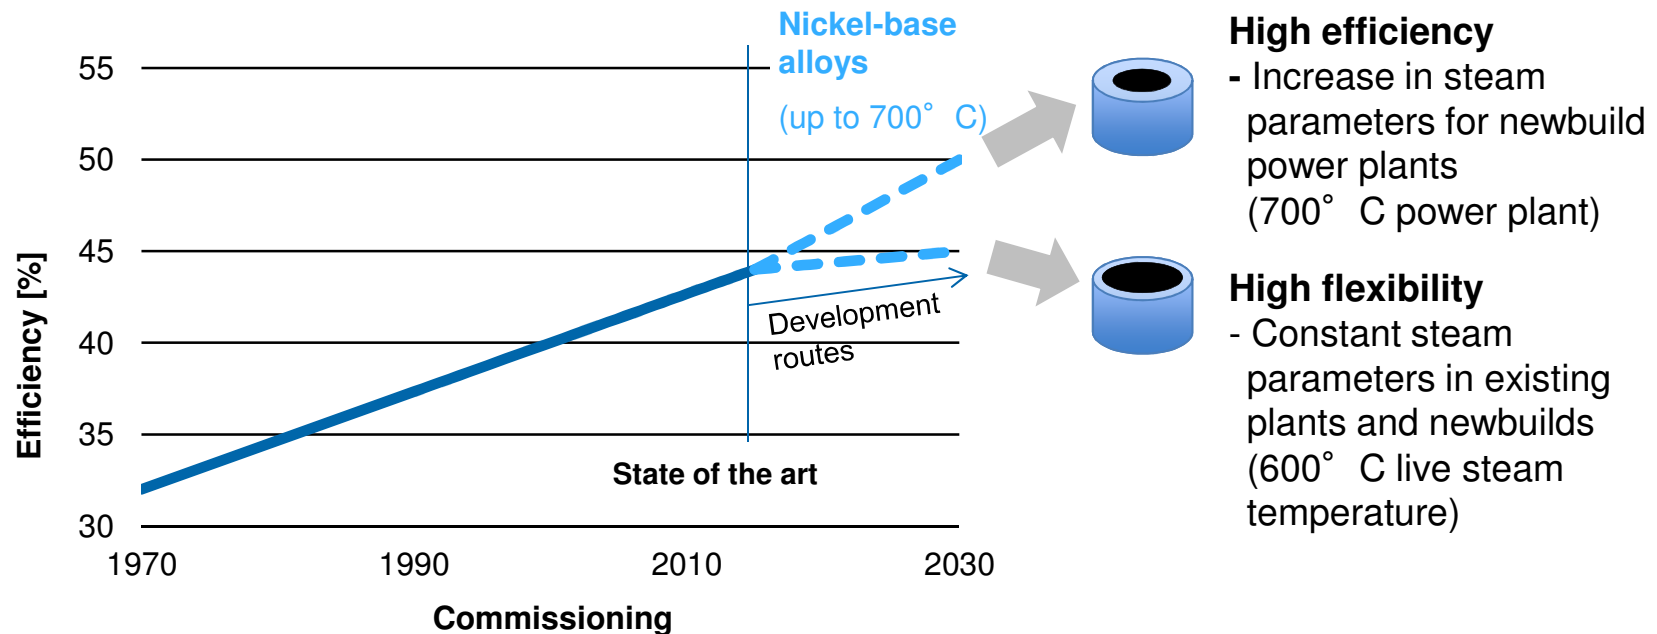 Nickel-base
alloys
(up to 700° C)
55
50
45
40
35
30
Efficiency [%]
1970
1990
2010
2030
Commissioning
State of the art
Development
routes
High efficiency
- Increase in steam
parameters for newbuild
power plants
(700° C power plant)
High flexibility
- Constant steam
parameters in existing
plants and newbuilds
(600° C live steam
temperature)